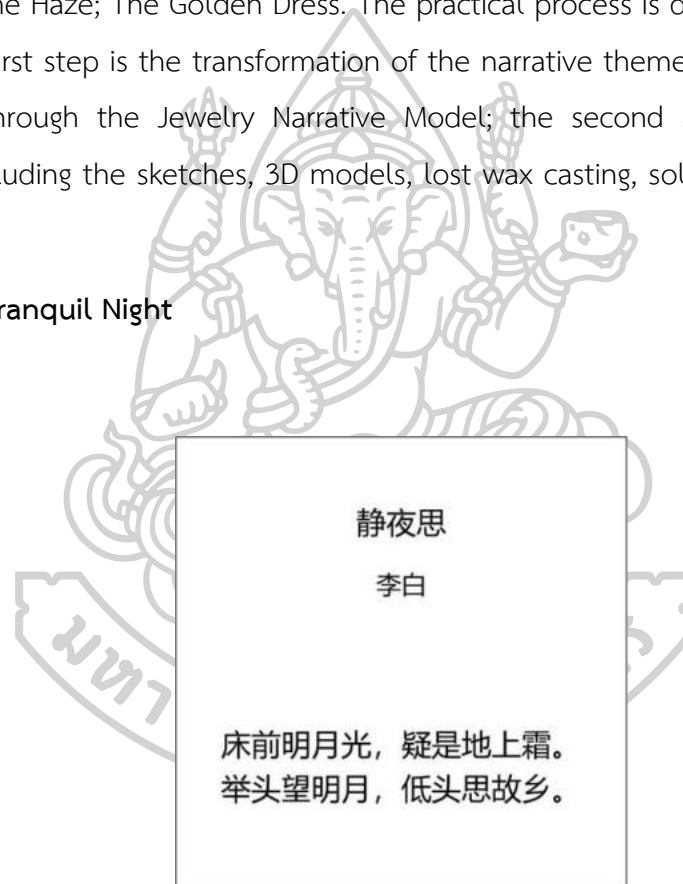 he Haze; The Golden Dress. The practical process is d
irst step is the transformation of the narrative theme
hrough the Jewelry Narrative Model; the second
luding the sketches, 3D models, lost wax casting, sol
ranquil Night
静夜思
李白
床前明月光，疑是地上霜。
举头望明月，低头思故乡。